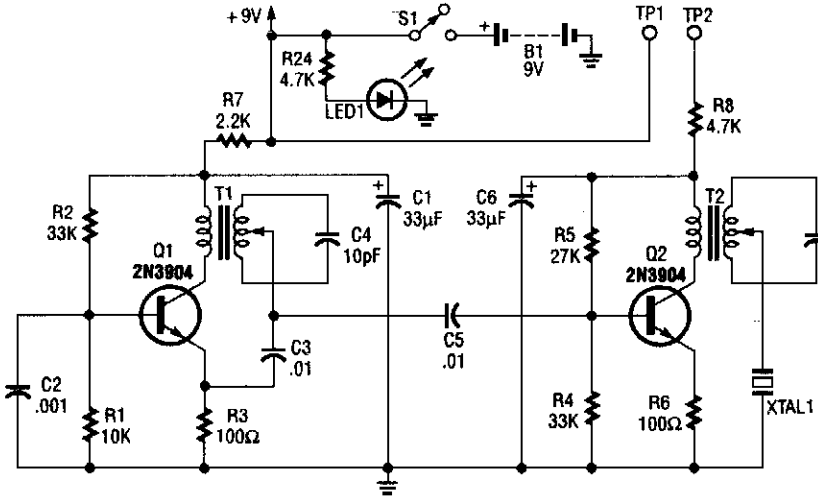 +9V
S1
TP1
TP2
R24
4.7K
B1
9V
LED1
R7
2.2K
R8
4.7K
R2
33K
T1
C1
33µF
C6
33µF
T2
Q1
2N3904
C4
10pF
R5
27K
Q2
2N3904
C2
.001
R1
10K
R3
100Ω
C3
.01
C5
.01
R4
33K
R6
100Ω
XTAL1